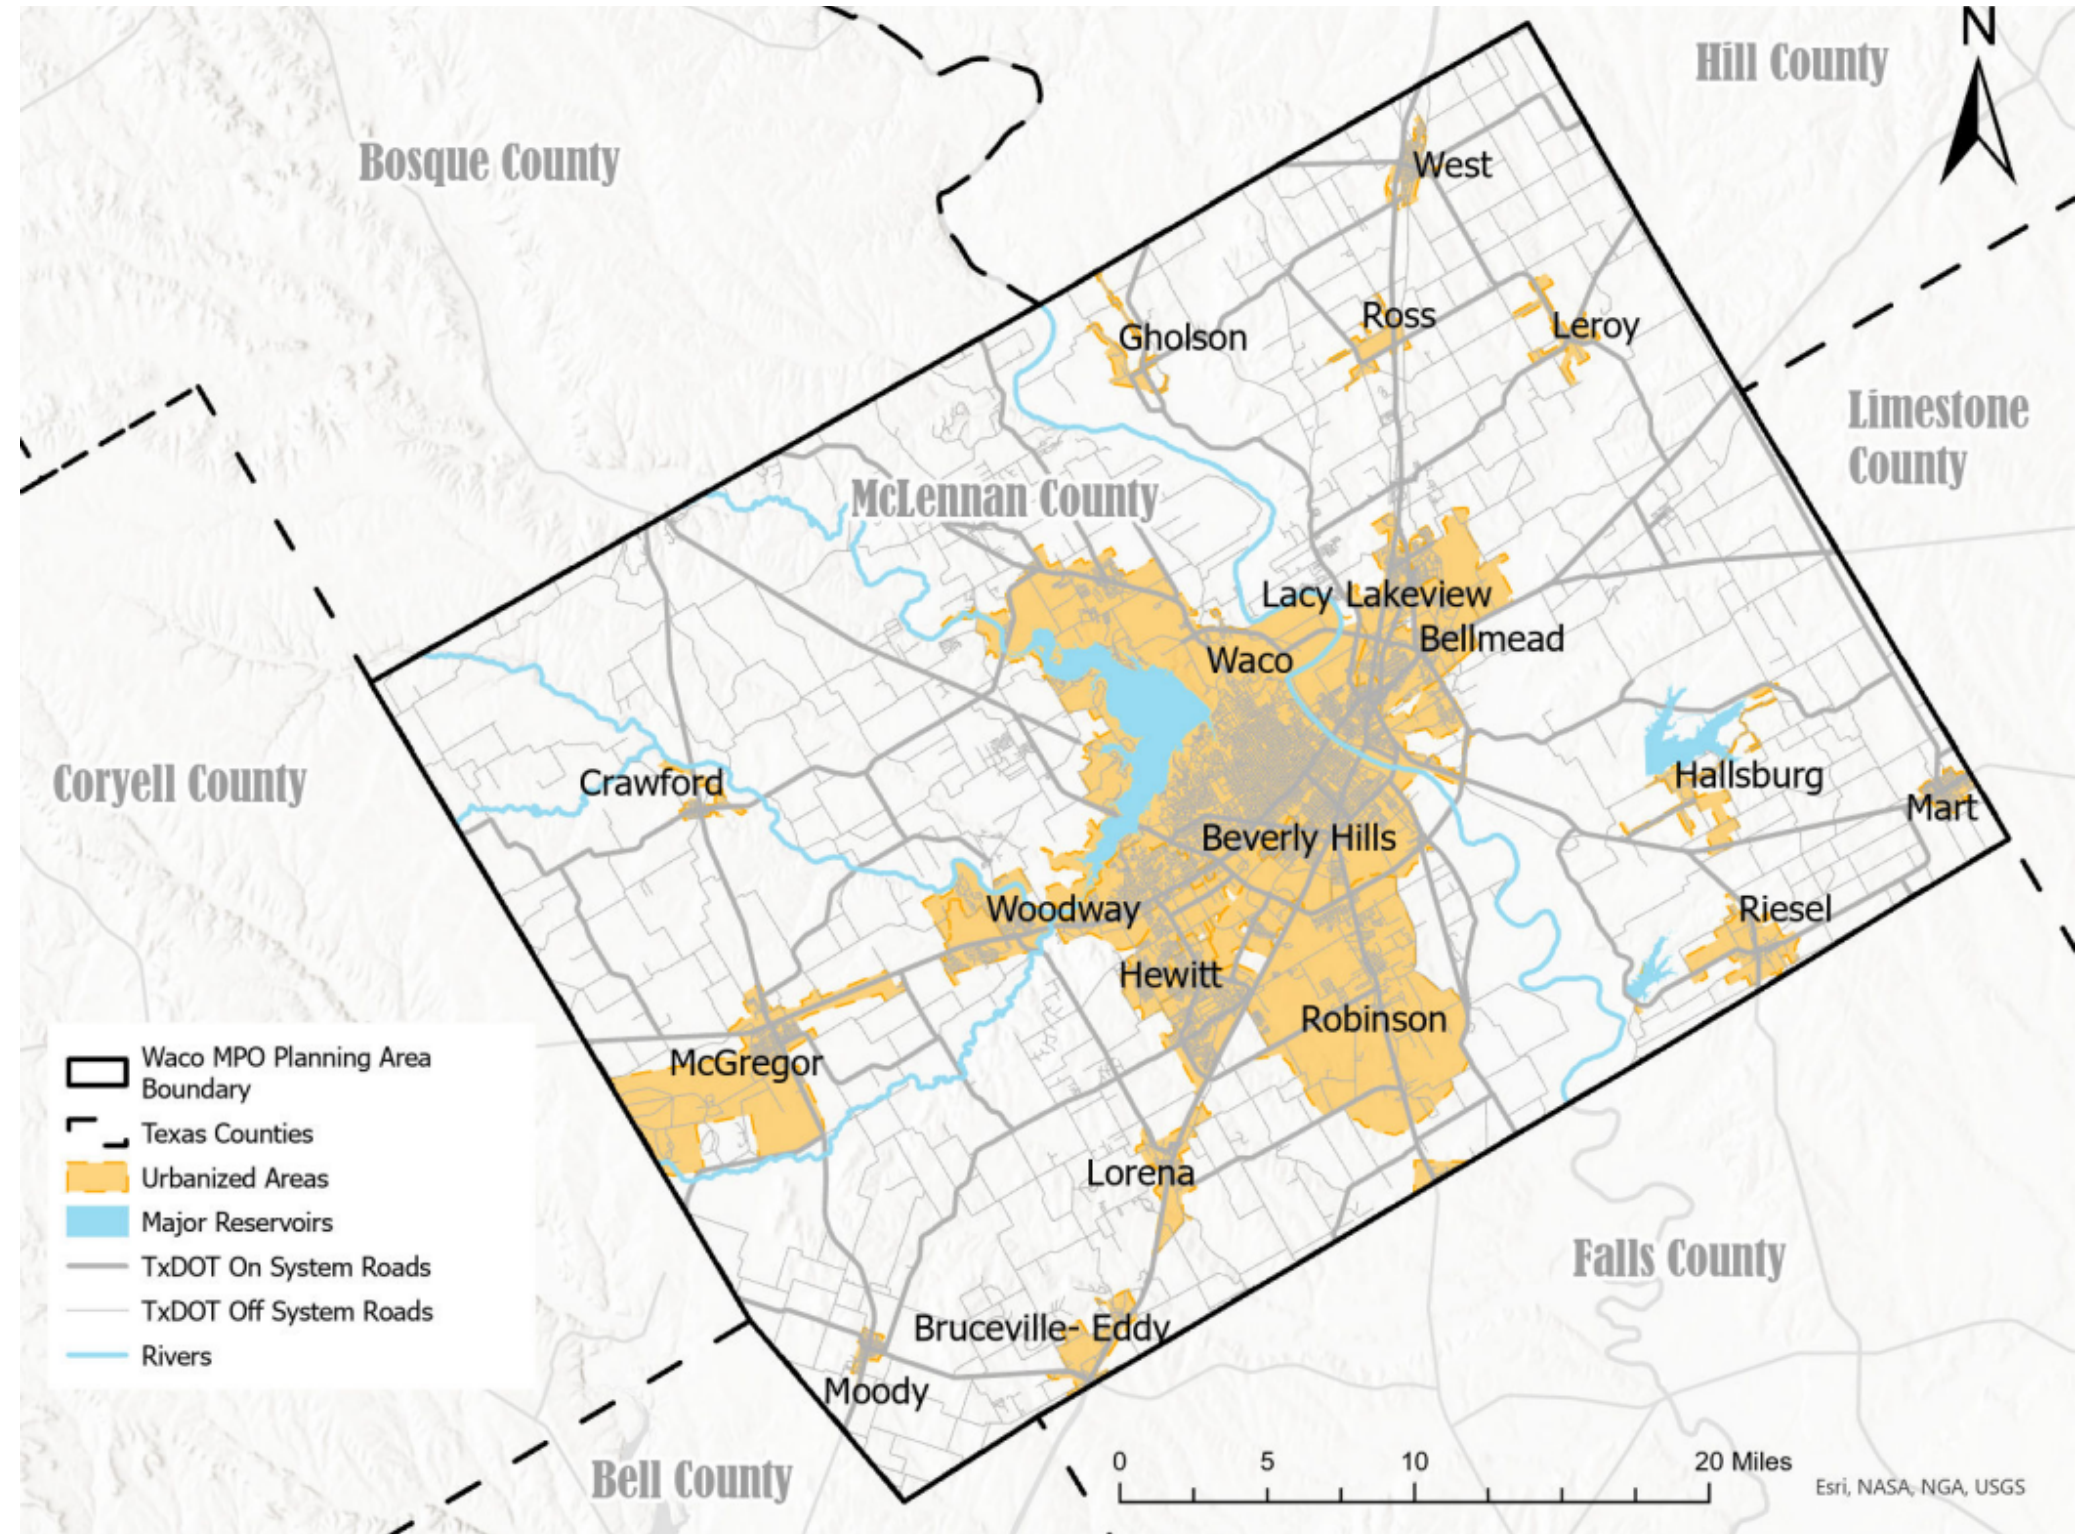 N
Hill County
Bosque County
West
Ross
Leroy
Gholson
Limestone
County
McLennan County
Lacy Lakeview
Bellmead
Waco
Coryell County
Crawford
Hallsburg
Mart
Beverly Hills
Woodway
Riesel
Hewitt
Robinson
McGregor
Lorena
Falls County
Bruceville- Eddy
Moody
Bell County
Waco MPO Planning Area
Boundary
Texas Counties
Urbanized Areas
Major Reservoirs
TxDOT On System Roads
TxDOT Off System Roads
Rivers
0 5 10 20 Miles
Esri, NASA, NGA, USGS